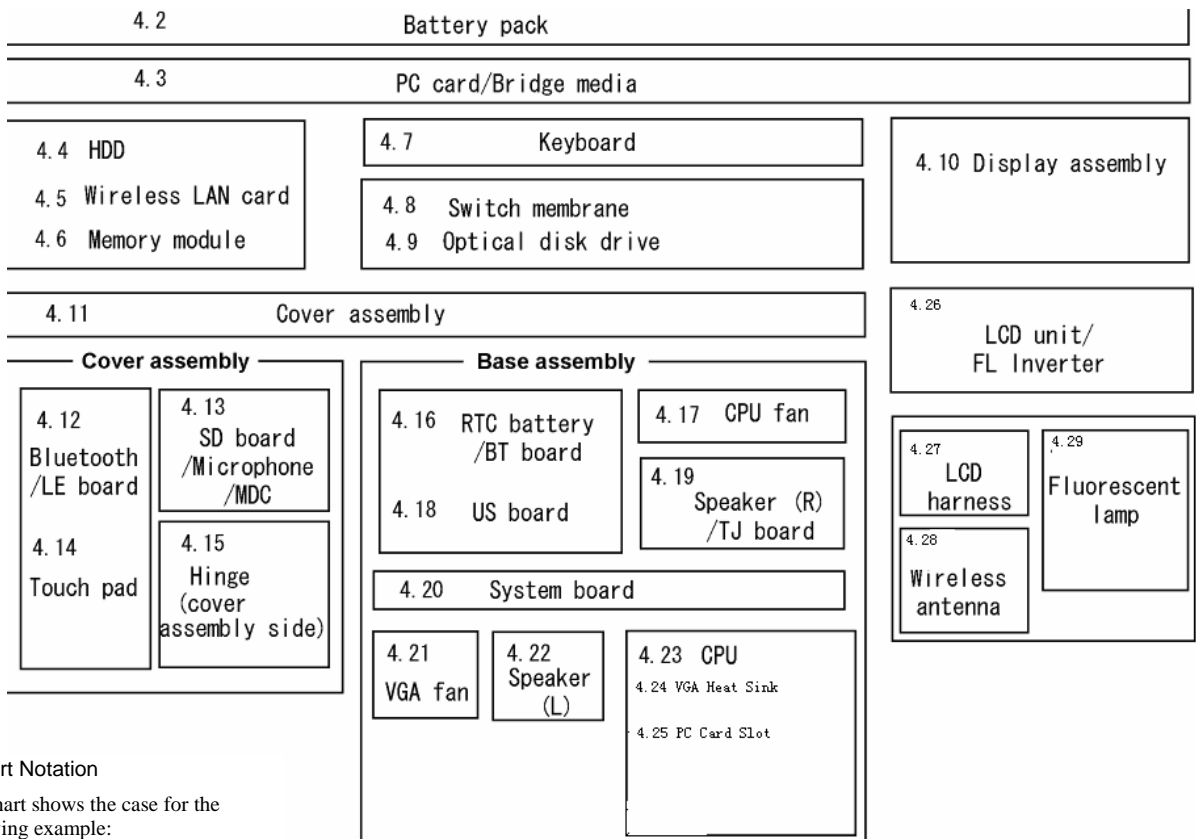 4.2 Battery pack
4.3 PC card/Bridge media
4.4 HDD
4.5 Wireless LAN card
4.6 Memory module
4.7 Keyboard
4.8 Switch membrane
4.9 Optical disk drive
4.10 Display assembly
4.11 Cover assembly
4.26
LCD unit/
FL Inverter
Cover assembly
4.12
Bluetooth
/LE board
4.14
Touch pad
4.13
SD board
/Microphone
/MDC
4.15
Hinge
(cover
assembly side)
Base assembly
4.16 RTC battery
/BT board
4.18 US board
4.17 CPU fan
4.19
Speaker (R)
/TJ board
4.20 System board
4.21
VGA fan
4.22
Speaker
(L)
4.23 CPU
4.24 VGA Heat Sink
4.25 PC Card Slot
4.27
LCD
harness
4.28
Wireless
antenna
4.29
Fluorescent
lamp
rt Notation
hart shows the case for the
ving example: